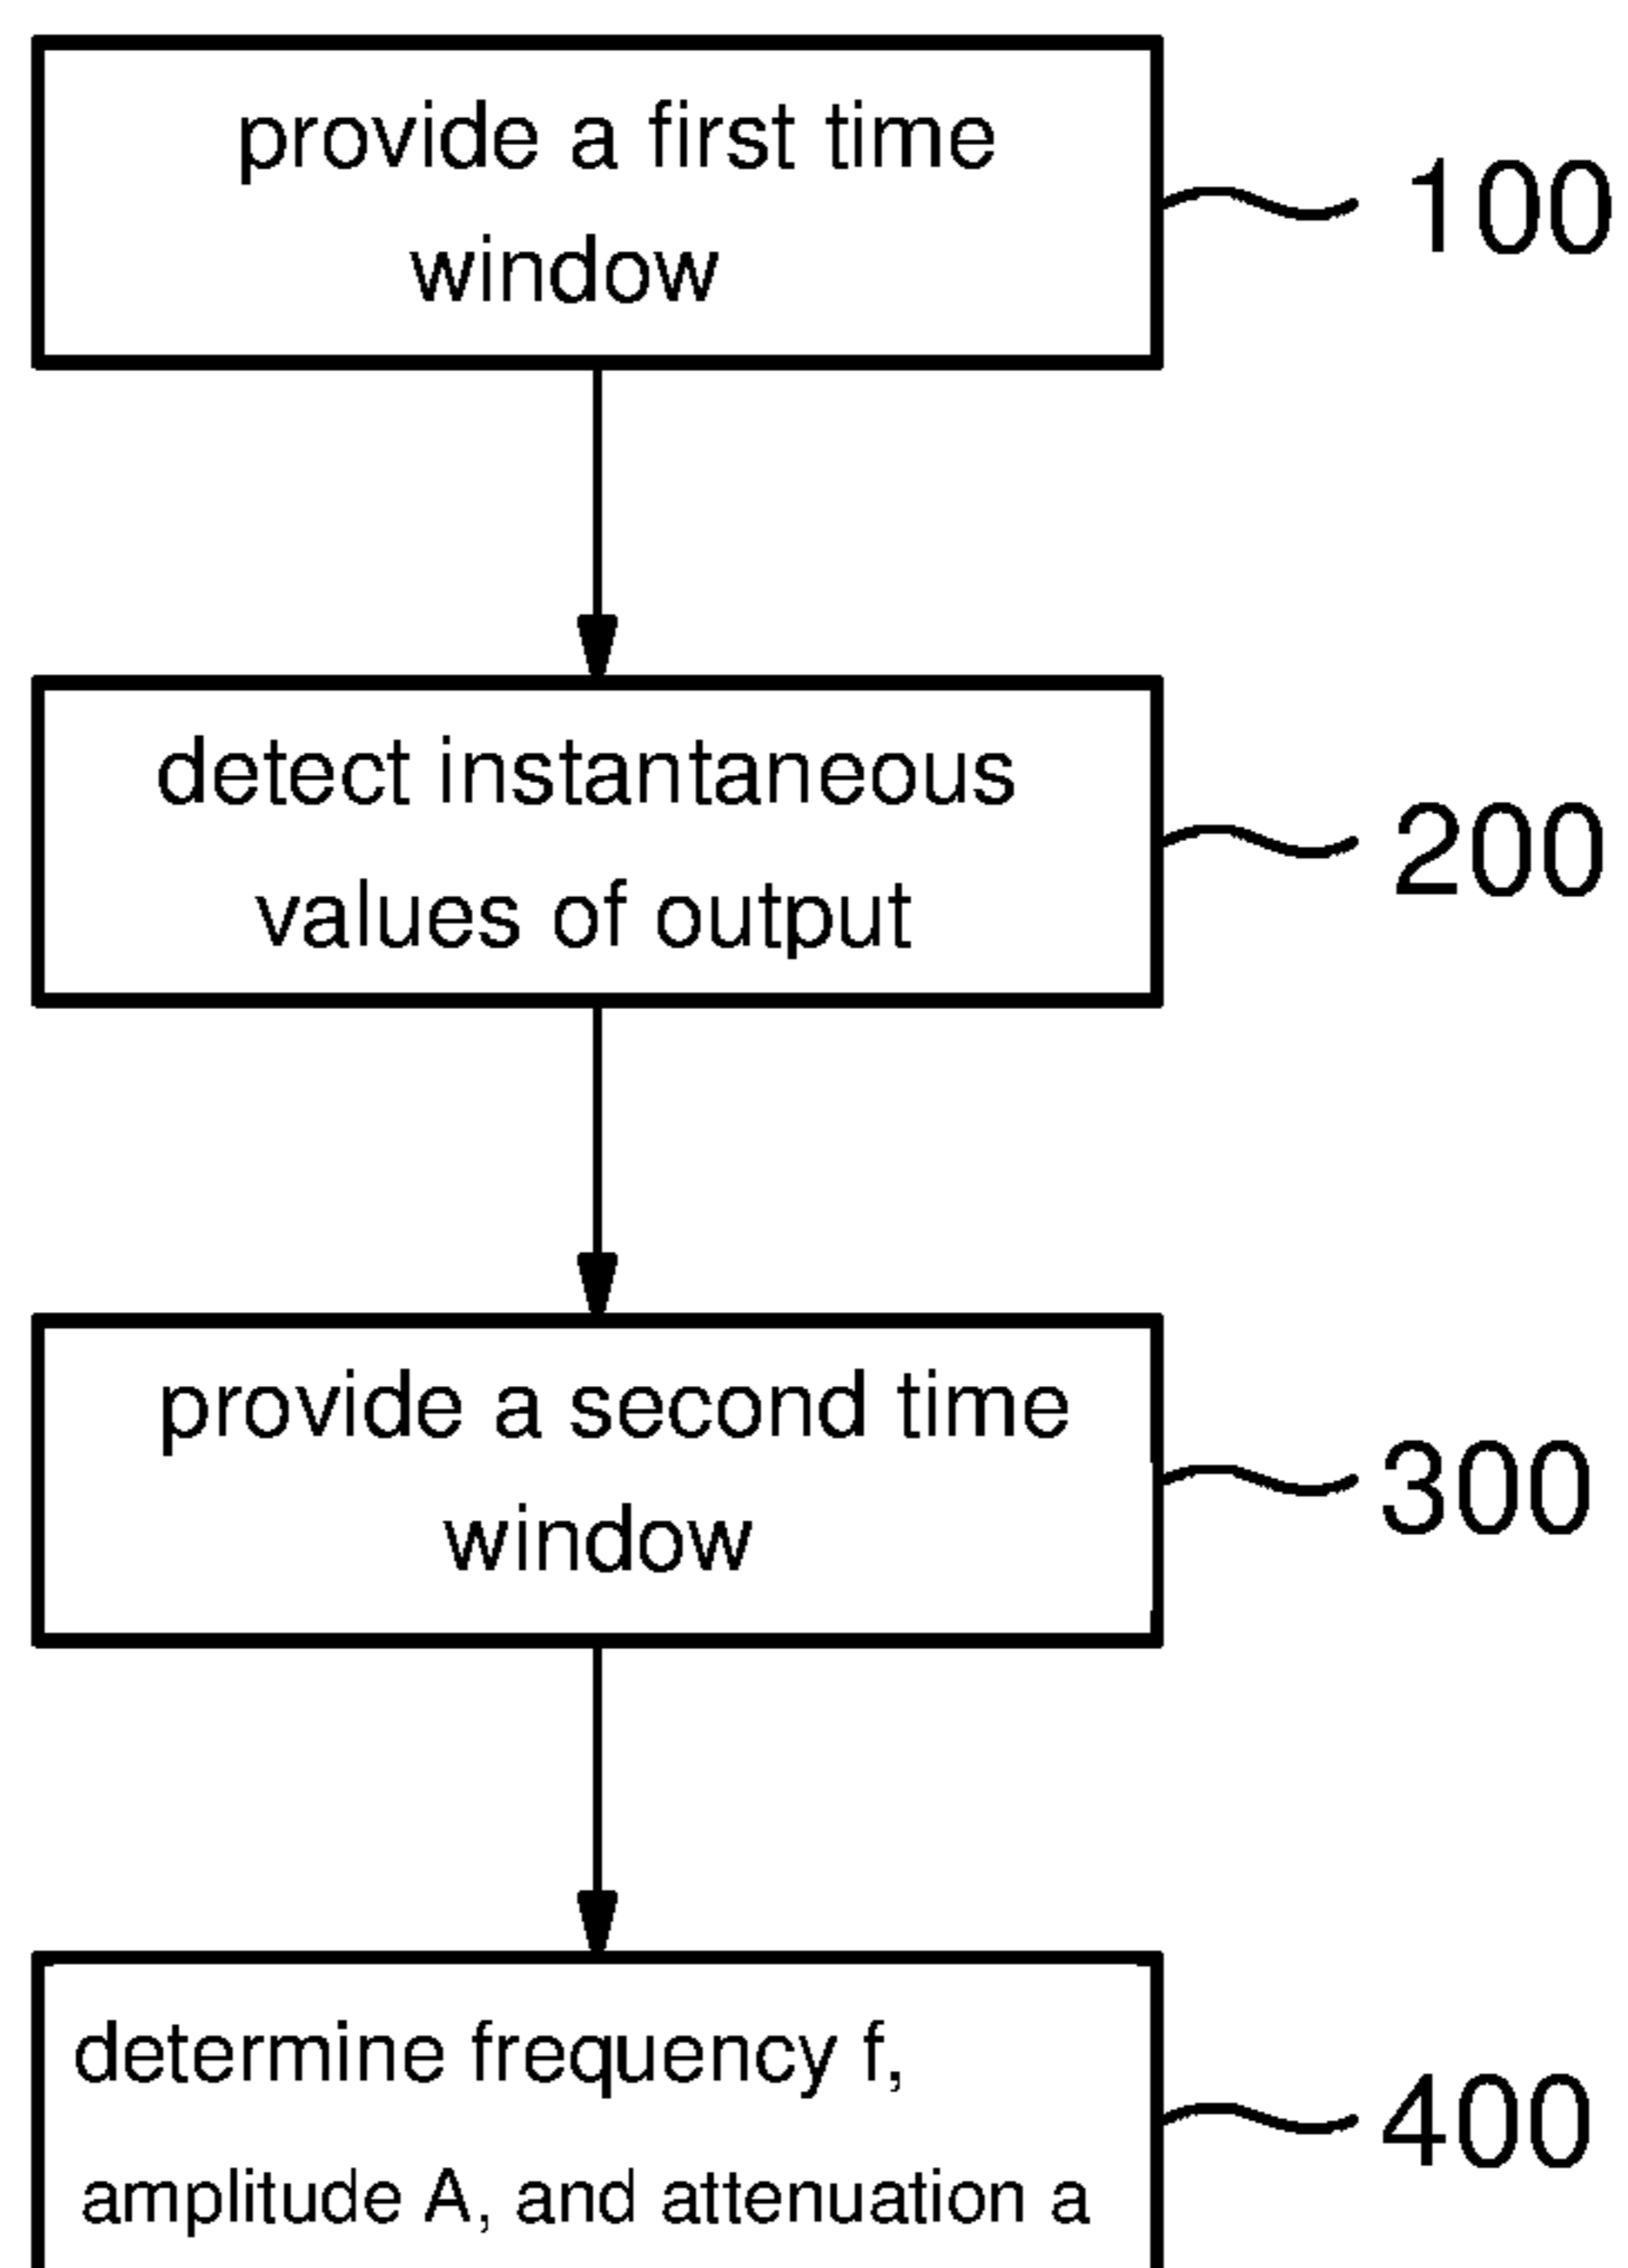 provide a first time
window
100
detect instantaneous
values of output
200
provide a second time
window
300
determine frequency f,
amplitude A, and attenuation a
400